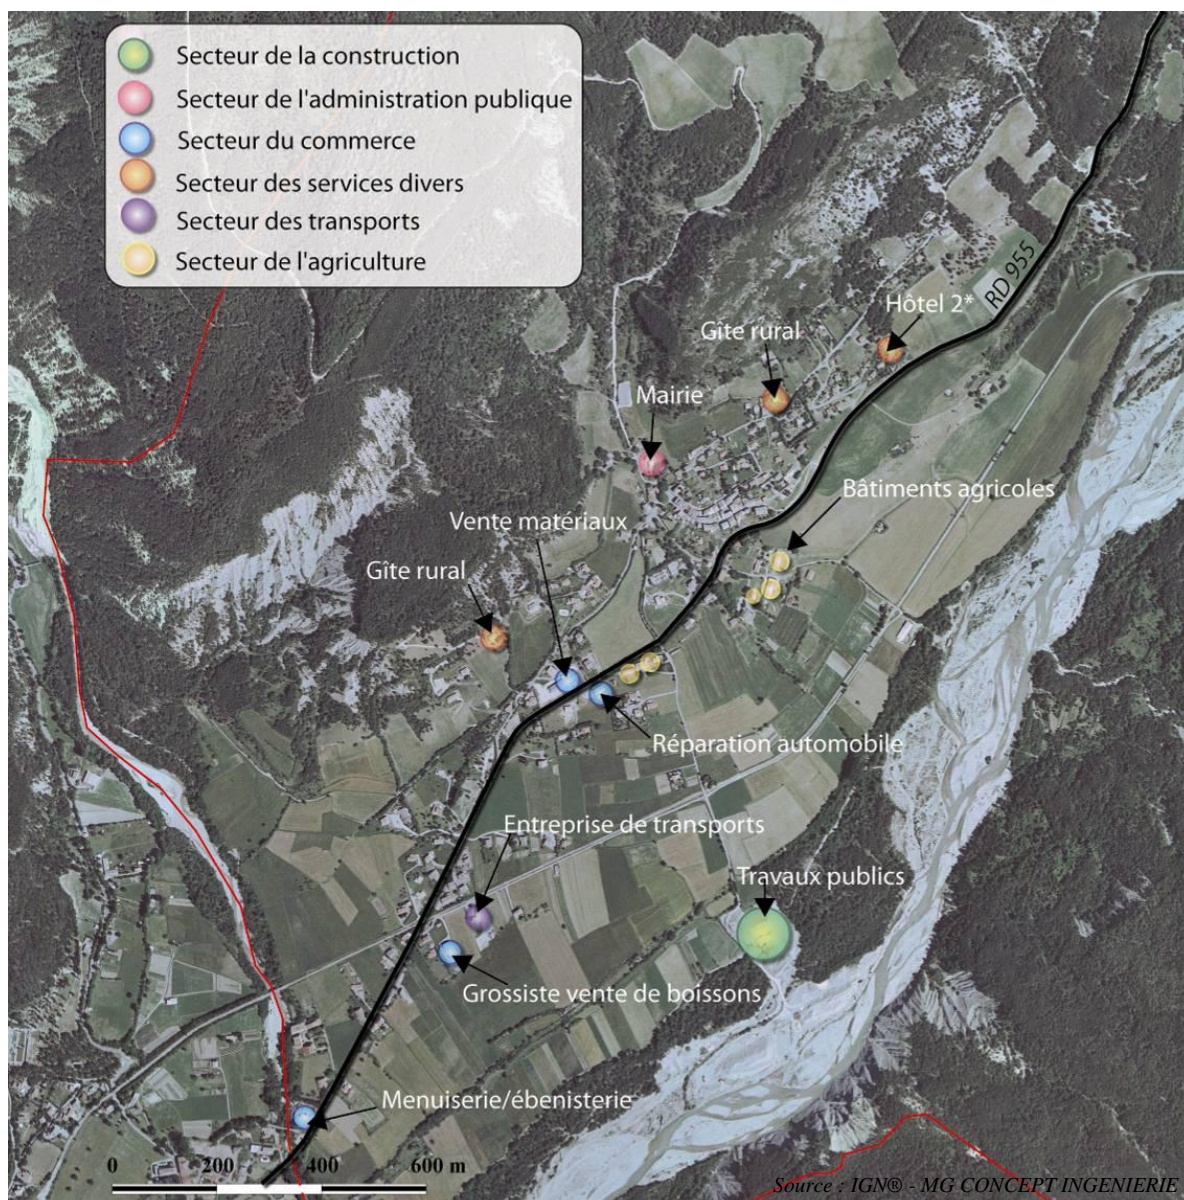 Secteur de la construction
Secteur de l'administration publique
Secteur du commerce
Secteur des services divers
Secteur des transports
Secteur de l'agriculture
RD 955
Hôtel 2*
Gîte rural
Mairie
Bâtiments agricoles
Vente matériaux
Gîte rural
Réparation automobile
Entreprise de transports
Travaux publics
Grossiste vente de boissons
Menuiserie/ébenisterie
0 200 400 600 m
Source : IGN® - MG CONCEPT INGENIERIE